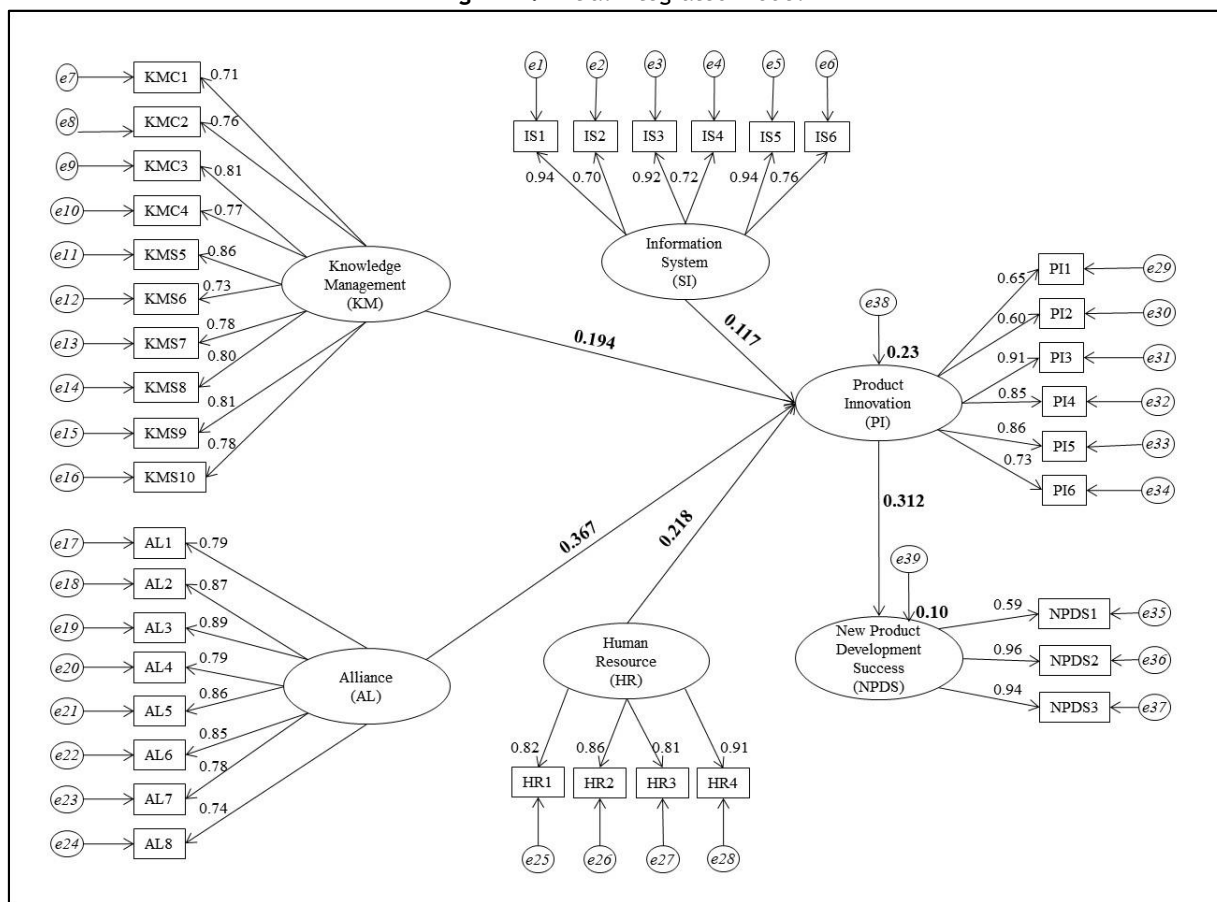 e7
KMC1
0.71
e8
KMC2
0.76
e9
KMC3
0.81
e10
KMC4
0.77
e11
KMS5
0.86
e12
KMS6
0.73
e13
KMS7
0.78
e14
KMS8
0.80
e15
KMS9
0.81
e16
KMS10
0.78
Knowledge
Management
(KM)
0.194
e1
e2
e3
e4
e5
e6
IS1
IS2
IS3
IS4
IS5
IS6
0.94
0.70
0.92
0.72
0.94
0.76
Information
System
(SI)
0.117
e17
AL1
0.79
e18
AL2
0.87
e19
AL3
0.89
e20
AL4
0.79
e21
AL5
0.86
e22
AL6
0.85
e23
AL7
0.78
e24
AL8
0.74
Alliance
(AL)
0.367
Human
Resource
(HR)
0.218
0.82
0.86
0.81
0.91
HR1
HR2
HR3
HR4
e25
e26
e27
e28
e38
0.23
Product
Innovation
(PI)
0.65
PI1
e29
0.60
PI2
e30
0.91
PI3
e31
0.85
PI4
e32
0.86
PI5
e33
0.73
PI6
e34
0.312
e39
0.10
New Product
Development
Success
(NPDS)
0.59
NPDS1
e35
0.96
NPDS2
e36
0.94
NPDS3
e37